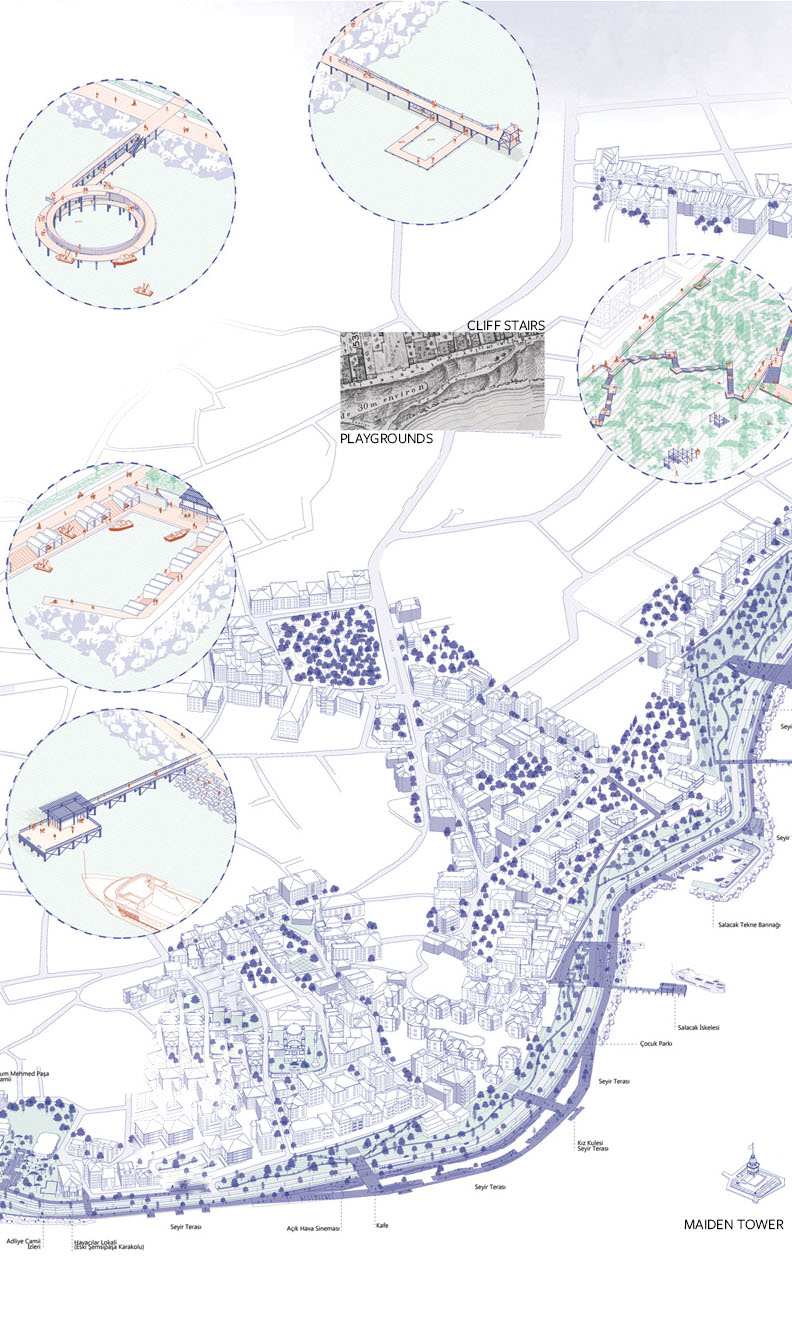 CLIFF STAIRS
30m environ
de
PLAYGROUNDS
Seyi
Seyir
Salacak Tekne Barınağı
Salacak İskelesi
Çocuk Parkı
Seyir Terası
um Mehmed Paşa
amii
Kız Kulesi
Seyir Terası
Seyir Terası
MAIDEN TOWER
Seyir Terası
Açık Hava Sineması
Kafe
Adliye Camii
İzleri
Havacılar Lokali
(Eski Şemsipaşa Karakolu)